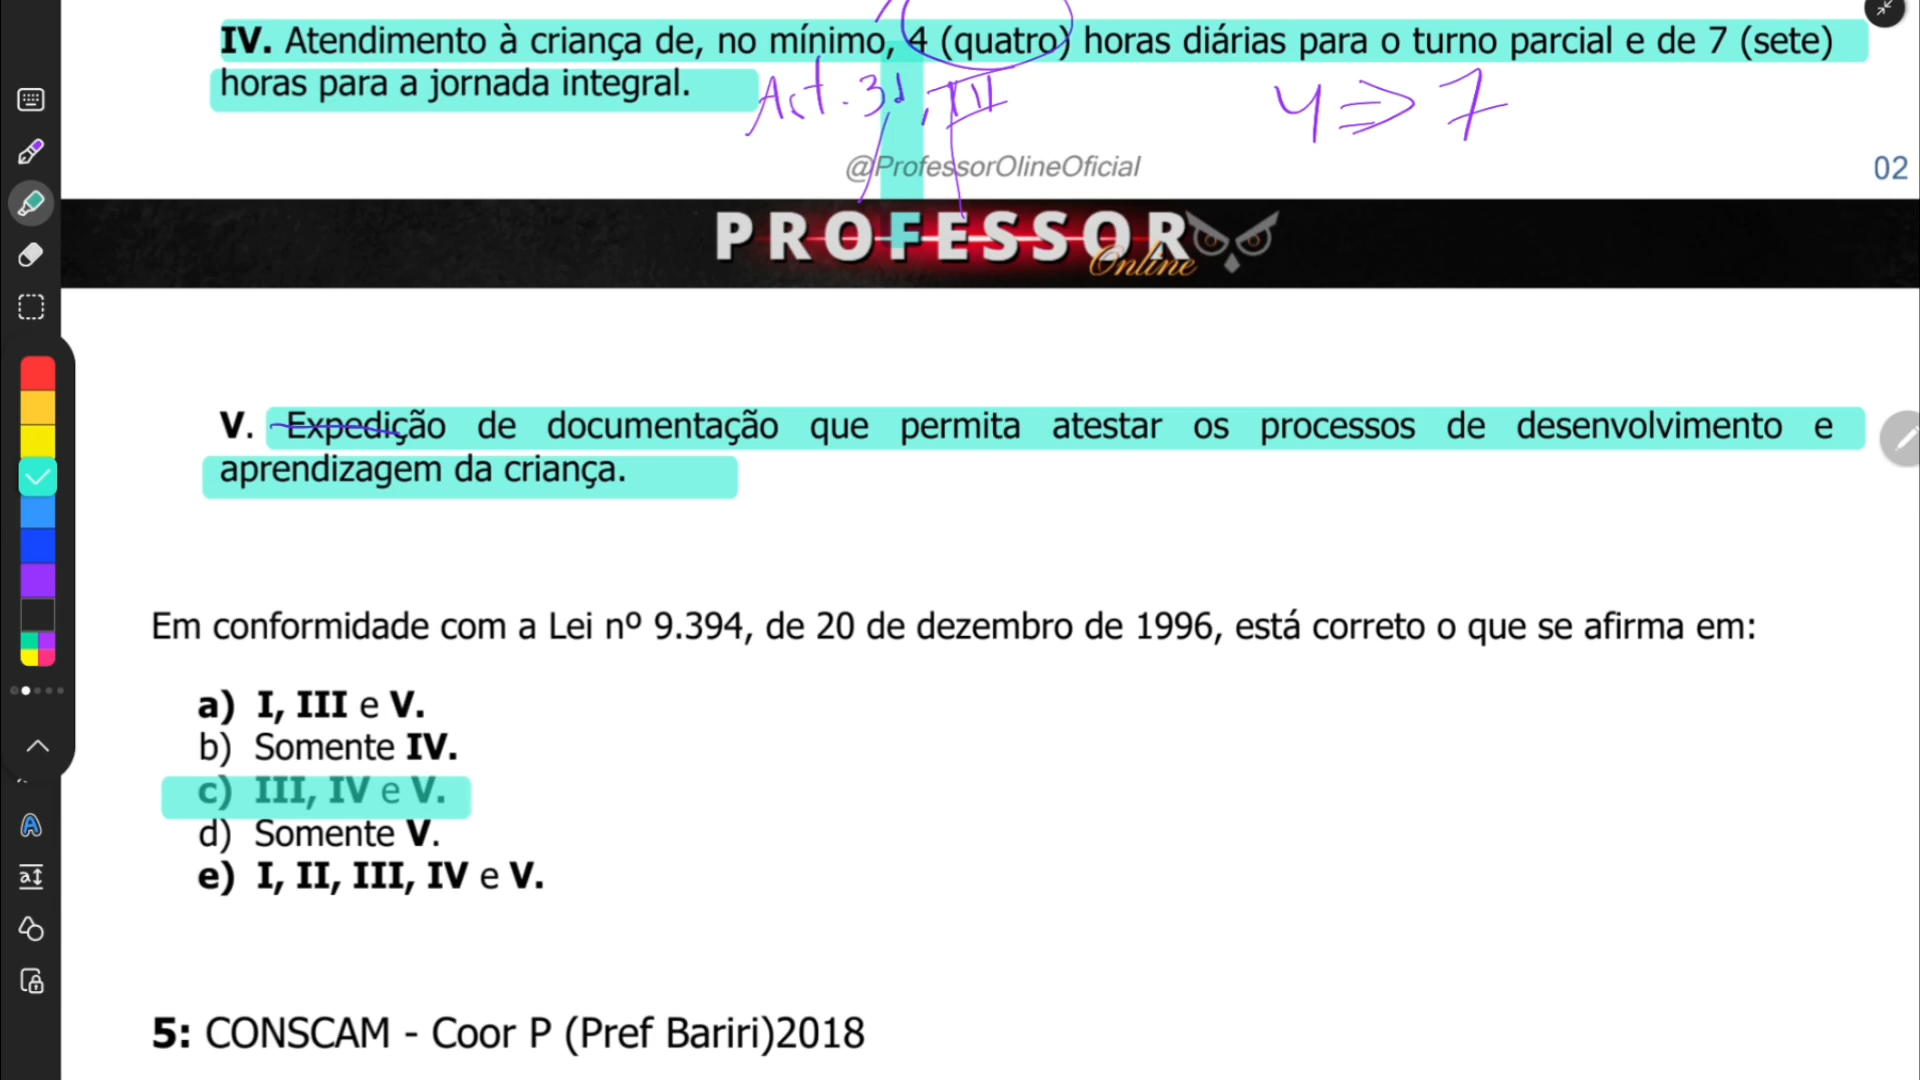 IV. Atendimento à criança de, no mínimo, 4 (quatro) horas diárias para o turno parcial e de 7 (sete)
horas para a jornada integral.
Art. 31, III
4 => 7
@ProfessorOlineOficial
02
PROFESSOR
Online
V. Expedição de documentação que permita atestar os processos de desenvolvimento e
aprendizagem da criança.
Em conformidade com a Lei nº 9.394, de 20 de dezembro de 1996, está correto o que se afirma em:
a) I, III e V.
b) Somente IV.
c) III, IV e V.
d) Somente V.
e) I, II, III, IV e V.
5: CONSCAM - Coor P (Pref Bariri)2018